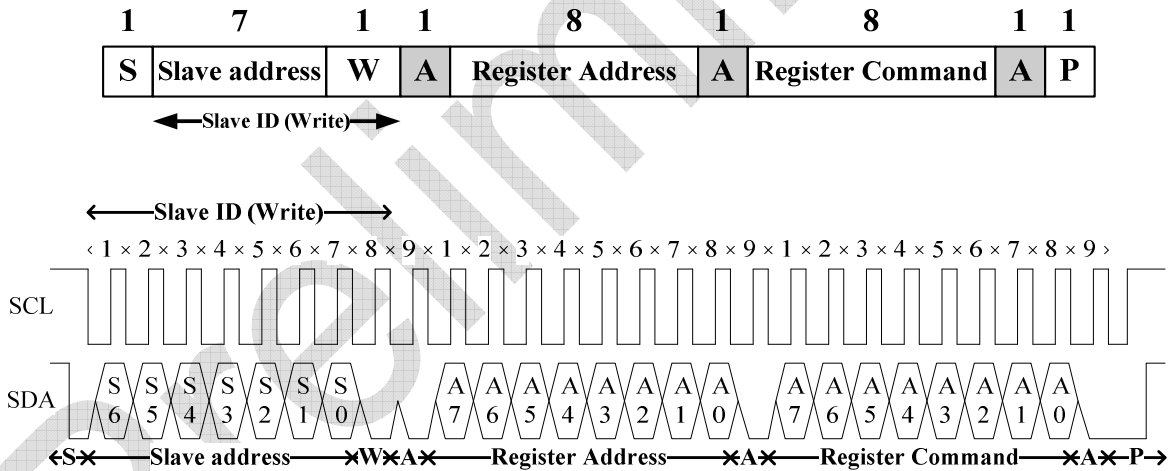 1 7 1 1 8 1 8 1 1
S Slave address W A Register Address A Register Command A P
Slave ID (Write)
Slave ID (Write)
‹ 1 × 2 × 3 × 4 × 5 × 6 × 7 × 8 × 9 × 1 × 2 × 3 × 4 × 5 × 6 × 7 × 8 × 9 × 1 × 2 × 3 × 4 × 5 × 6 × 7 × 8 × 9 ›
SCL
SDA
S S S S S S S A A A A A A A A A A A A A A A A
6 5 4 3 2 1 0 7 6 5 4 3 2 1 0 7 6 5 4 3 2 1 0
S Slave address W A Register Address A Register Command A P